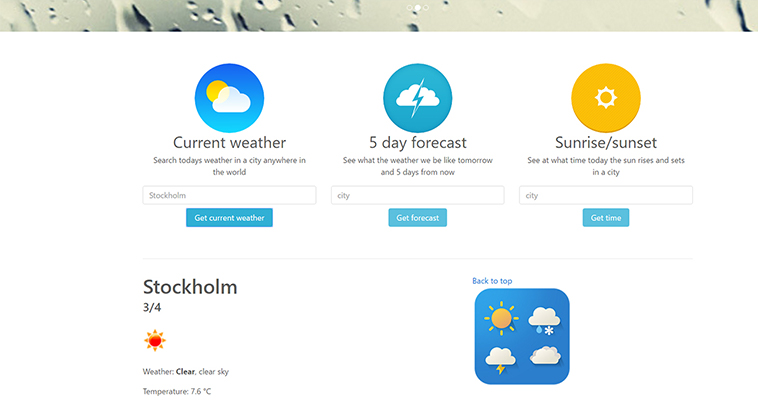 Current weather
Search todays weather in a city anywhere in
the world
Stockholm
Get current weather
5 day forecast
See what the weather we be like tomorrow
and 5 days from now
city
Get forecast
Sunrise/sunset
See at what time today the sun rises and sets
in a city
city
Get time
Stockholm
3/4
Weather: Clear, clear sky
Temperature: 7.6 °C
Back to top